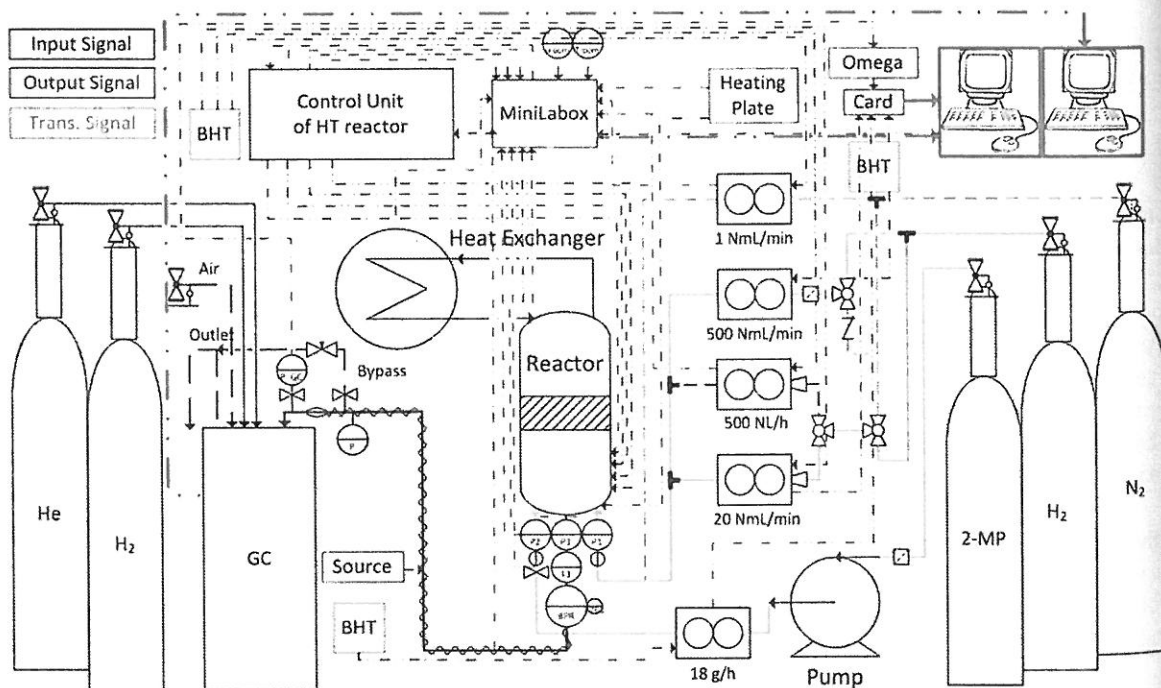 Input Signal
Output Signal
Trans. Signal
BHT
Control Unit
of HT reactor
MiniLabox
Heating
Plate
Omega
Card
BHT
1 NmL/min
Heat Exchanger
Air
500 NmL/min
Outlet
P GC
Bypass
Reactor
500 NL/h
P
20 NmL/min
He
H₂
GC
Source
BHT
BPR
18 g/h
Pump
2-MP
H₂
N₂